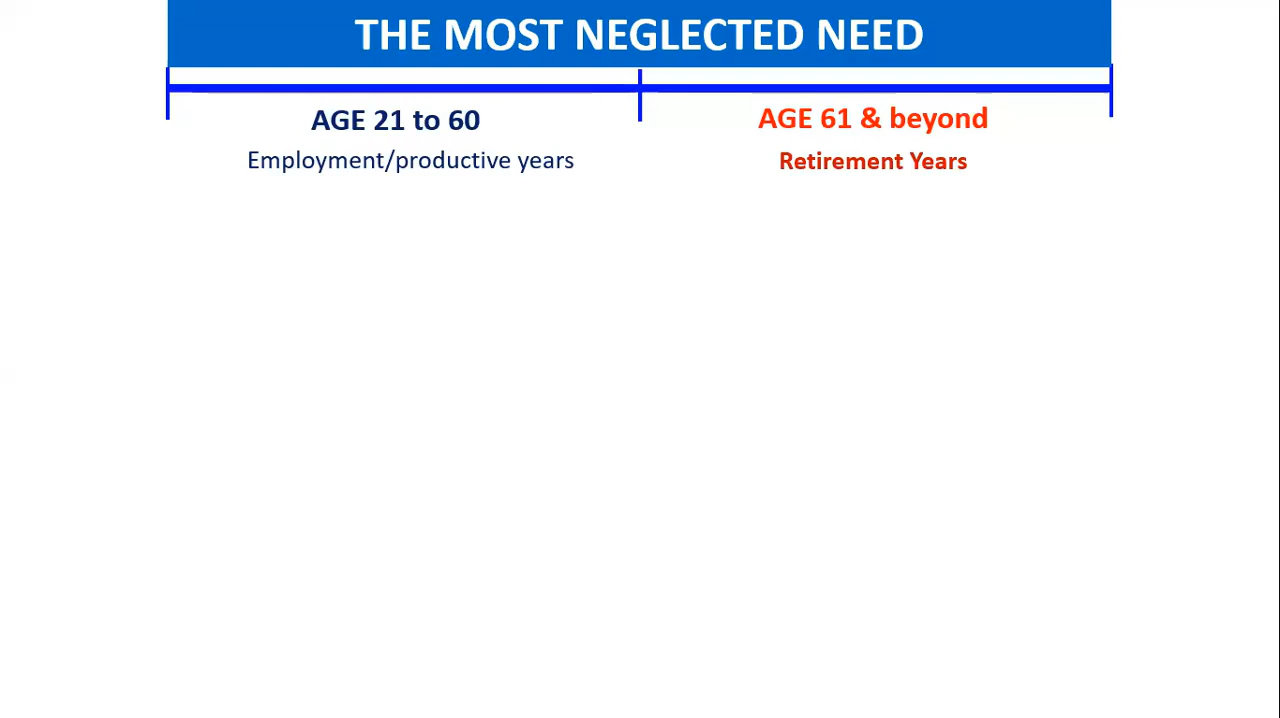 THE MOST NEGLECTED NEED
AGE 21 to 60
Employment/productive years
AGE 61 & beyond
Retirement Years